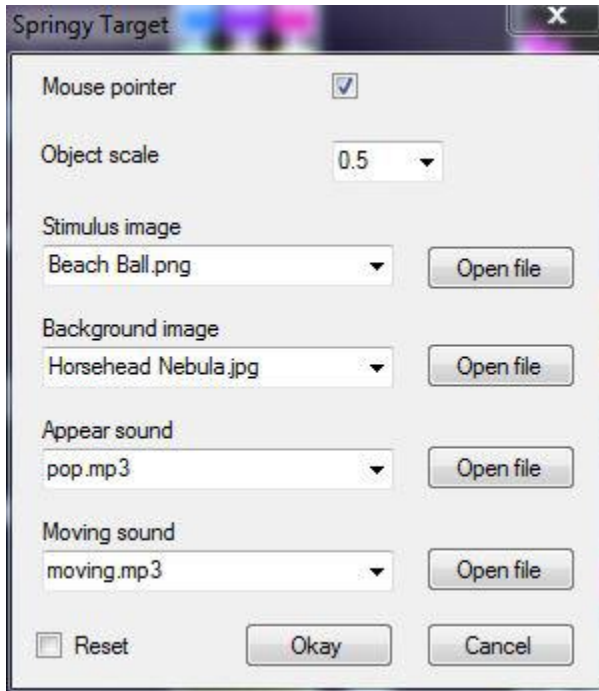 Springy Target
Mouse pointer
Object scale 0.5
Stimulus image
Beach Ball.png Open file
Background image
Horsehead Nebula.jpg Open file
Appear sound
pop.mp3 Open file
Moving sound
moving.mp3 Open file
Reset Okay Cancel